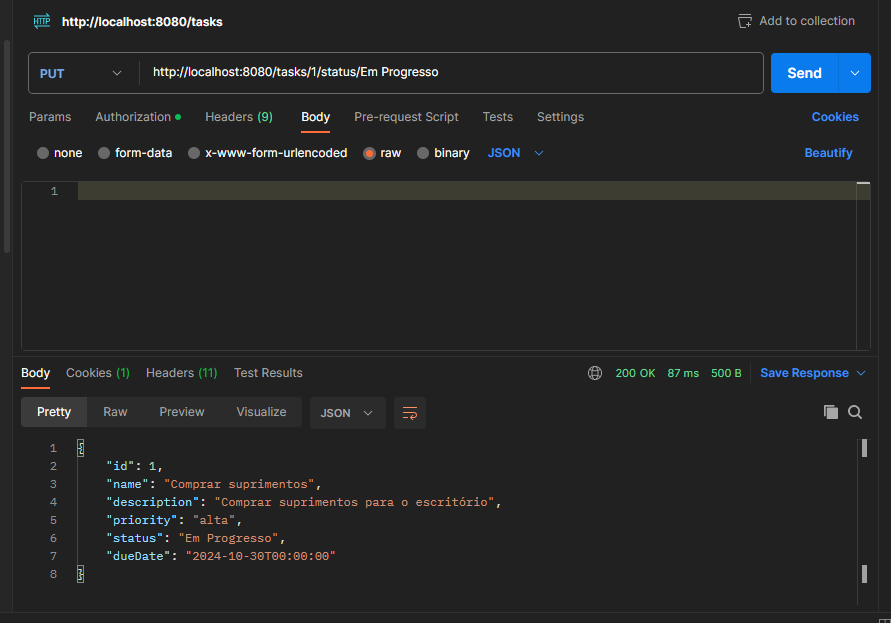 HTTP http://localhost:8080/tasks Add to collection
PUT http://localhost:8080/tasks/1/status/Em Progresso Send
Params Authorization Headers (9) Body Pre-request Script Tests Settings Cookies
none form-data x-www-form-urlencoded raw binary JSON Beautify
1
Body Cookies (1) Headers (11) Test Results 200 OK 87 ms 500 B Save Response
Pretty Raw Preview Visualize JSON
1 {
2 "id": 1,
3 "name": "Comprar suprimentos",
4 "description": "Comprar suprimentos para o escritório",
5 "priority": "alta",
6 "status": "Em Progresso",
7 "dueDate": "2024-10-30T00:00:00"
8 }